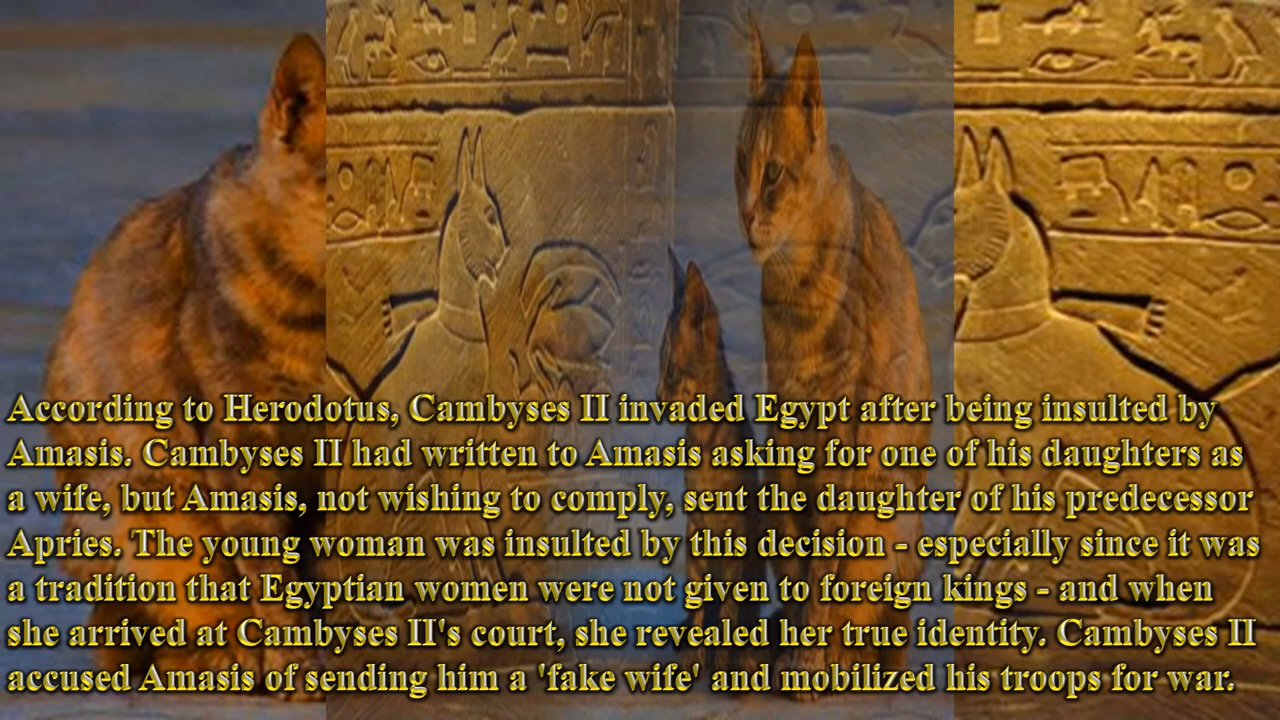 According to Herodotus, Cambyses II invaded Egypt after being insulted by
Amasis. Cambyses II had written to Amasis asking for one of his daughters as
a wife, but Amasis, not wishing to comply, sent the daughter of his predecessor
Apries. The young woman was insulted by this decision - especially since it was
a tradition that Egyptian women were not given to foreign kings - and when
she arrived at Cambyses II's court, she revealed her true identity. Cambyses II
accused Amasis of sending him a 'fake wife' and mobilized his troops for war.